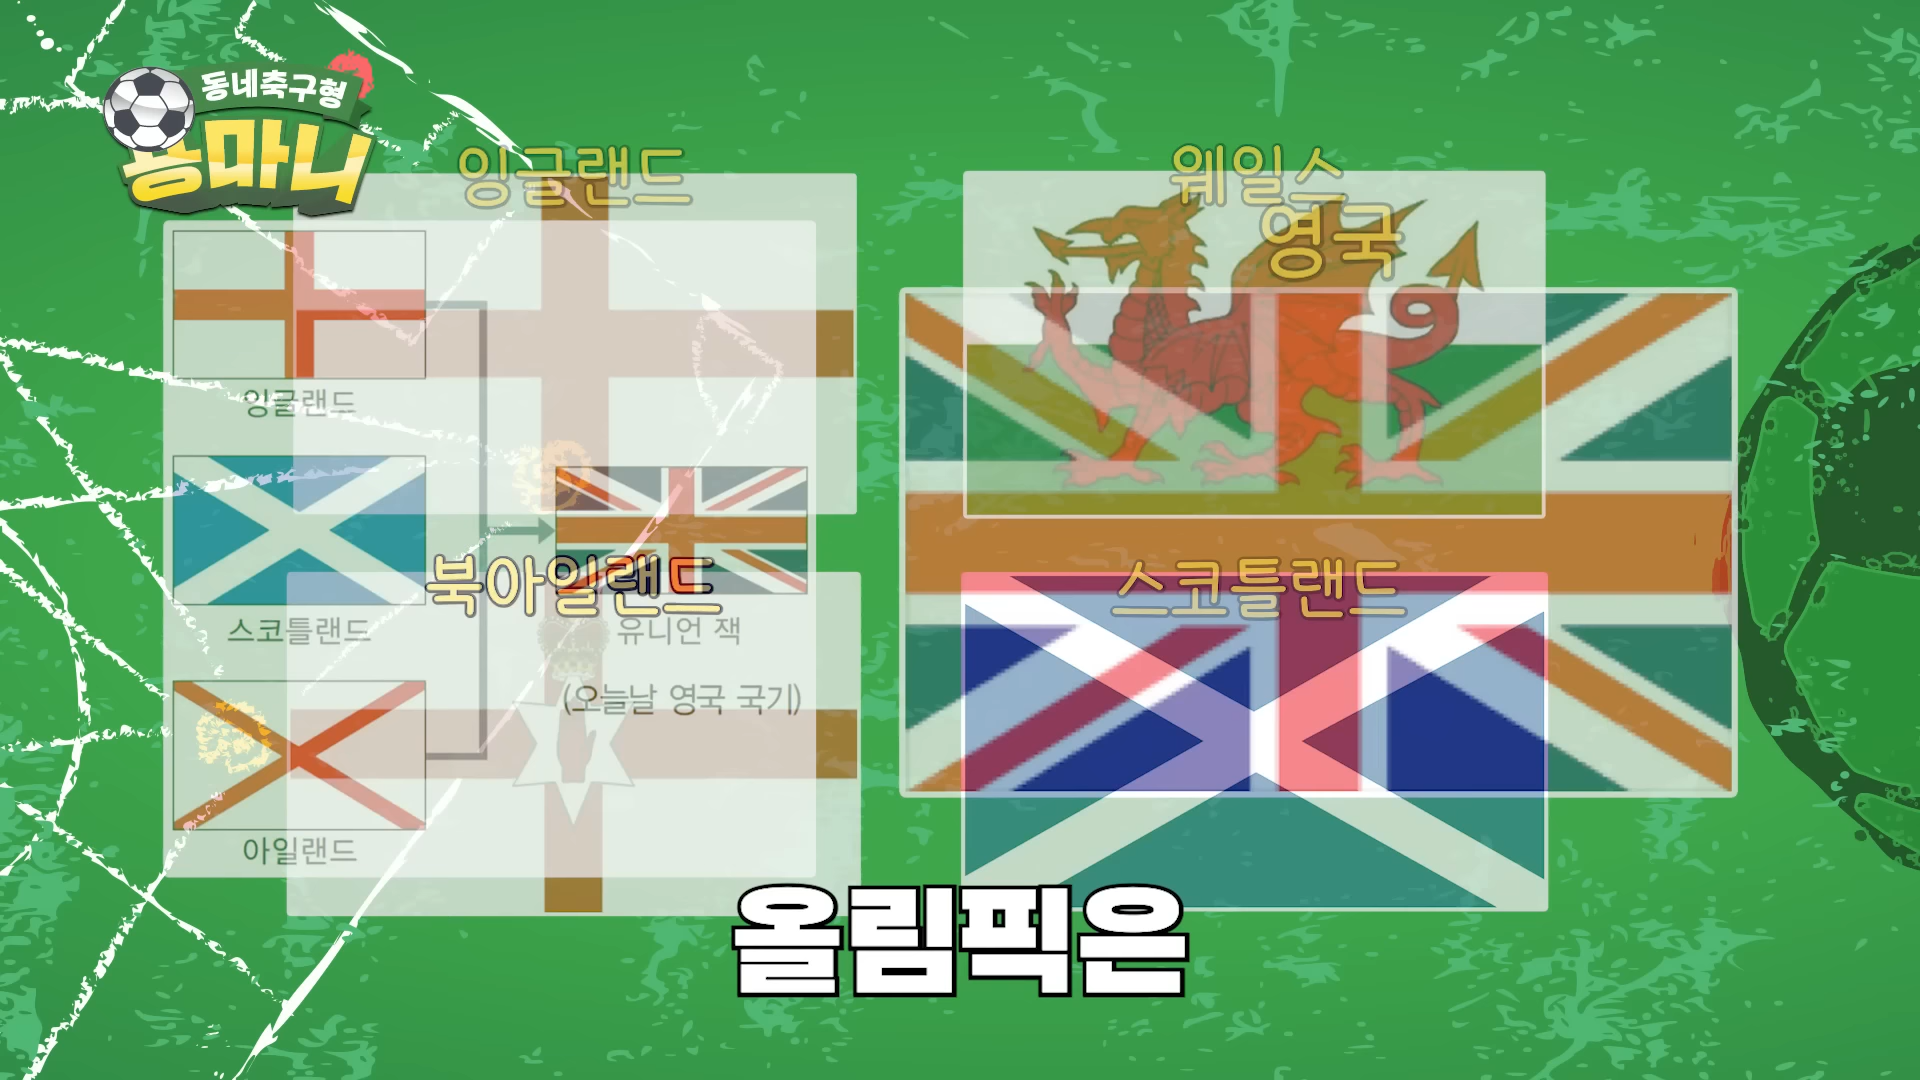 동네축구형
용마니
잉글랜드
웨일스
영국
잉글랜드
북아일랜드
스코틀랜드
스코틀랜드
유니언 잭
(오늘날 영국 국기)
아일랜드
올림픽은